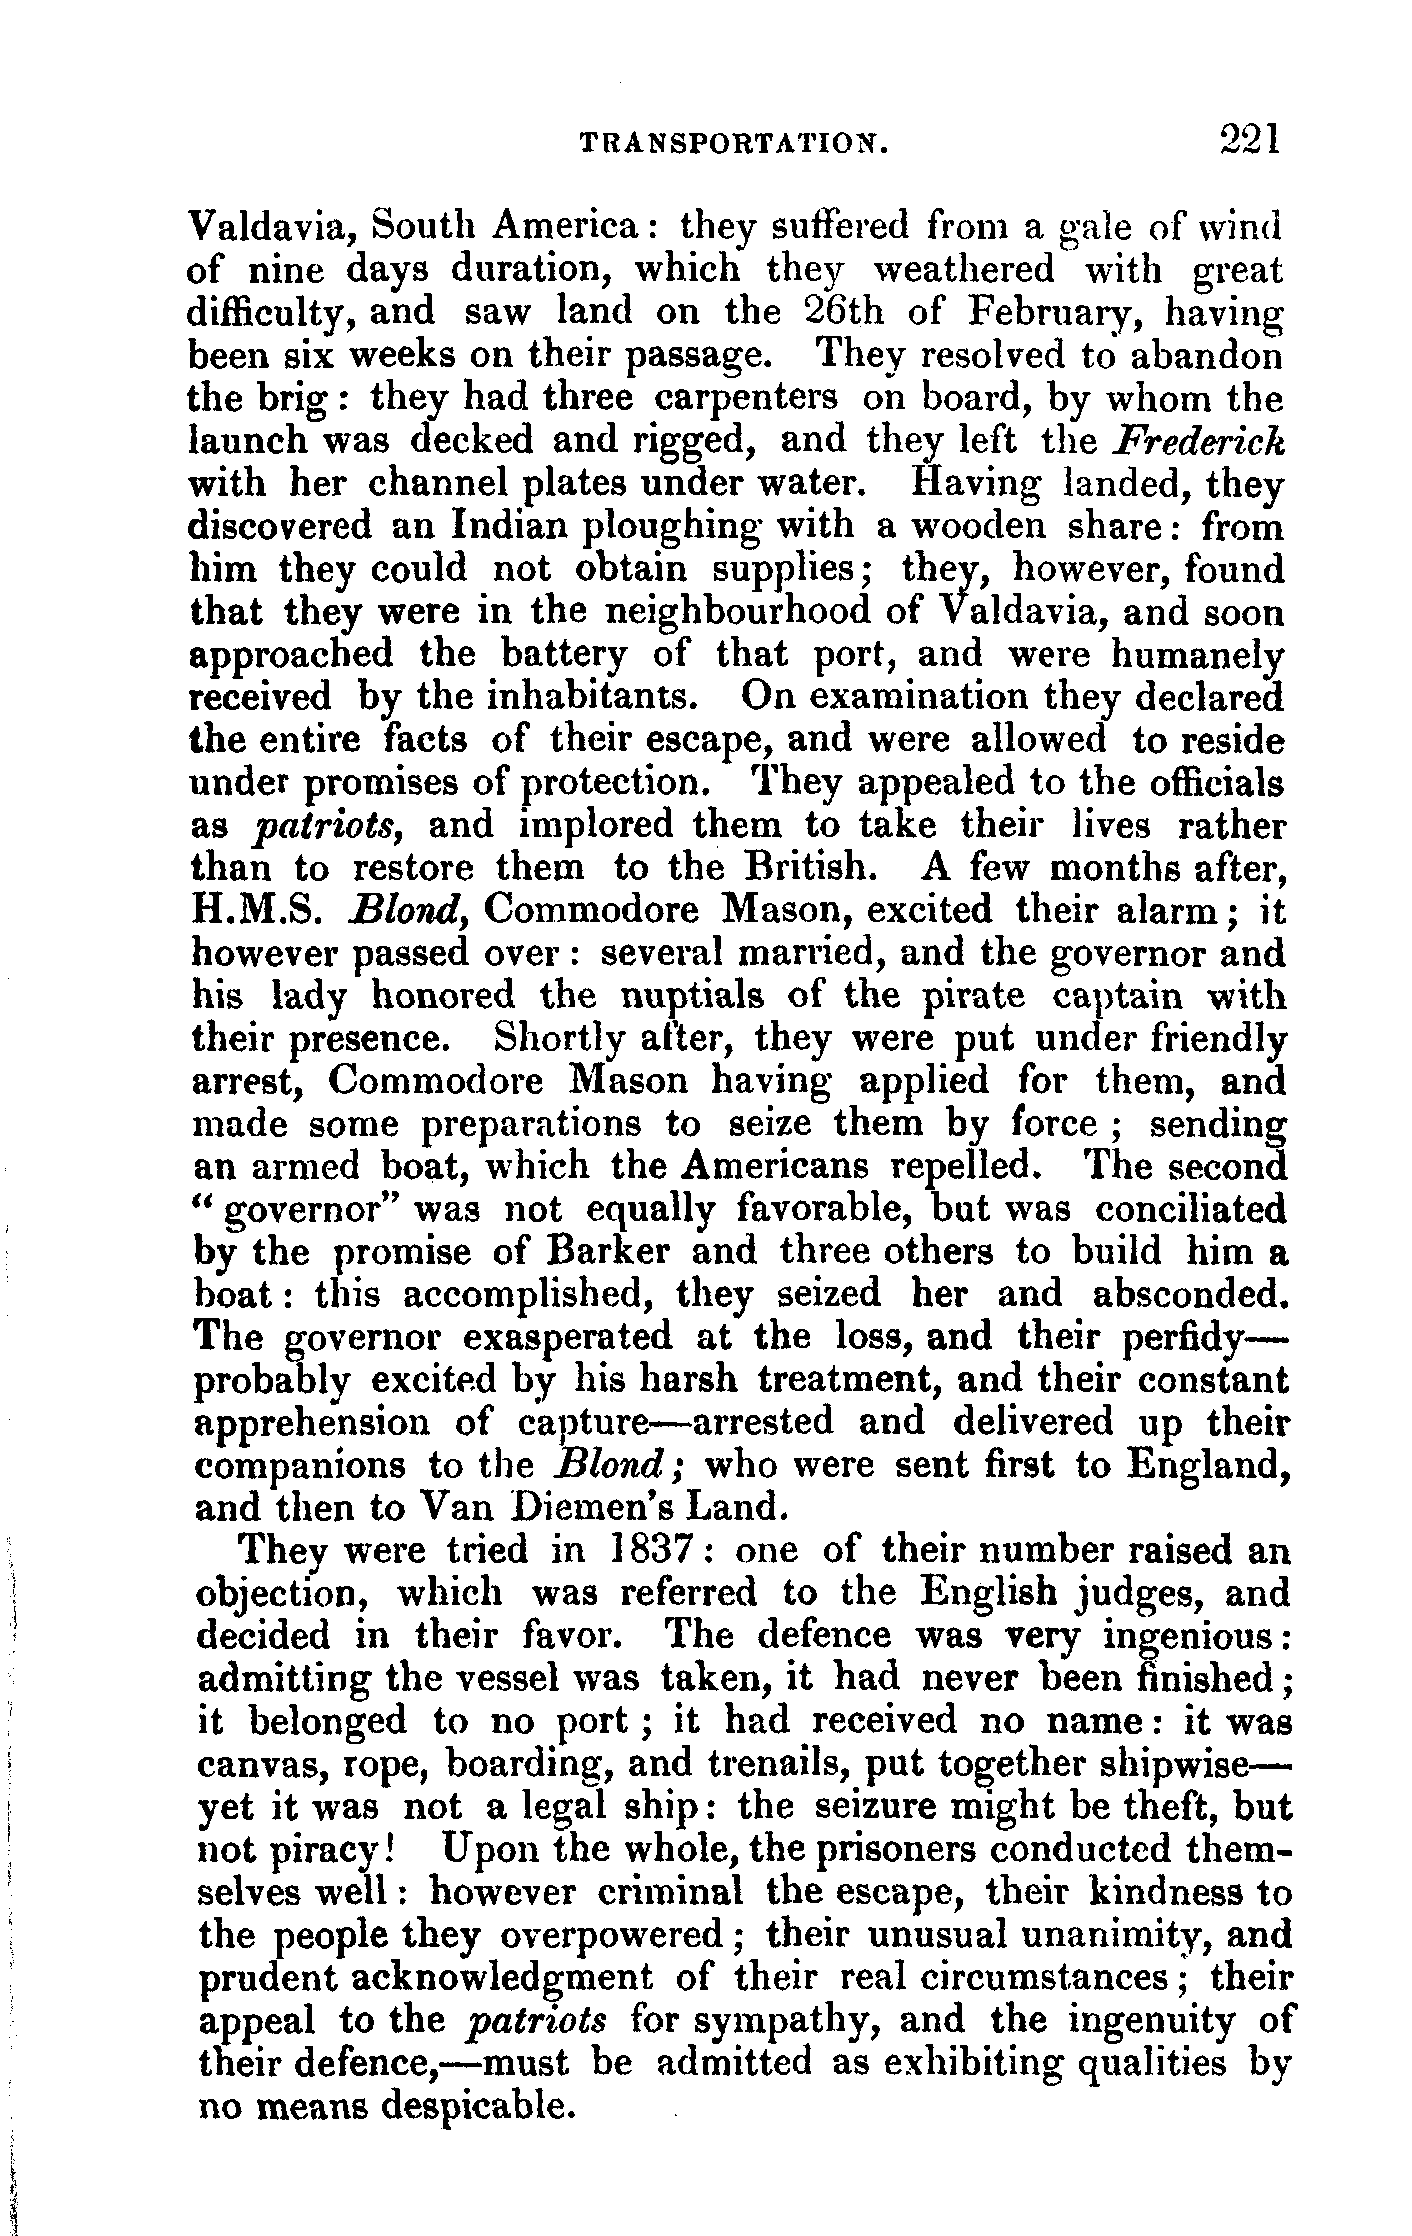 TRANSPORTATION. 221
Valdavia, South America: they suffered from a gale of wind
of nine days duration, which they weathered with great
difficulty, and saw land on the 26th of February, having
been six weeks on their passage. They resolved to abandon
the brig: they had three carpenters on board, by whom the
launch was decked and rigged, and they left the Frederick
with her channel plates under water. Having landed, they
discovered an Indian ploughing with a wooden share: from
him they could not obtain supplies; they, however, found
that they were in the neighbourhood of Valdavia, and soon
approached the battery of that port, and were humanely
received by the inhabitants. On examination they declared
the entire facts of their escape, and were allowed to reside
under promises of protection. They appealed to the officials
as patriots, and implored them to take their lives rather
than to restore them to the British. A few months after,
H.M.S. Blond, Commodore Mason, excited their alarm; it
however passed over: several married, and the governor and
his lady honored the nuptials of the pirate captain with
their presence. Shortly after, they were put under friendly
arrest, Commodore Mason having applied for them, and
made some preparations to seize them by force; sending
an armed boat, which the Americans repelled. The second
"governor" was not equally favorable, but was conciliated
by the promise of Barker and three others to build him a
boat: this accomplished, they seized her and absconded.
The governor exasperated at the loss, and their perfidy—
probably excited by his harsh treatment, and their constant
apprehension of capture—arrested and delivered up their
companions to the Blond; who were sent first to England,
and then to Van Diemen's Land.
They were tried in 1837: one of their number raised an
objection, which was referred to the English judges, and
decided in their favor. The defence was very ingenious:
admitting the vessel was taken, it had never been finished;
it belonged to no port; it had received no name: it was
canvas, rope, boarding, and trenails, put together shipwise—
yet it was not a legal ship: the seizure might be theft, but
not piracy! Upon the whole, the prisoners conducted them-
selves well: however criminal the escape, their kindness to
the people they overpowered; their unusual unanimity, and
prudent acknowledgment of their real circumstances; their
appeal to the patriots for sympathy, and the ingenuity of
their defence,—must be admitted as exhibiting qualities by
no means despicable.